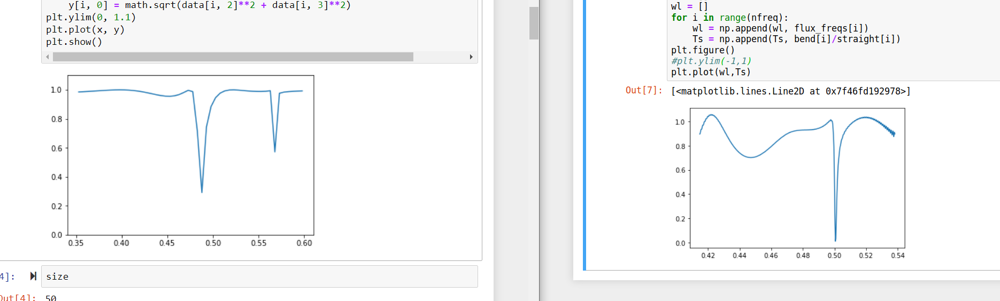 y[i, 0] = math.sqrt(data[i, 2]**2 + data[i, 3]**2)
plt.ylim(0, 1.1)
plt.plot(x, y)
plt.show()
1.0
0.8
0.6
0.4
0.2
0.0
0.35 0.40 0.45 0.50 0.55 0.60
4]: size
Out[4]: 50
wl = []
for i in range(nfreq):
wl = np.append(wl, flux_freqs[i])
Ts = np.append(Ts, bend[i]/straight[i])
plt.figure()
#plt.ylim(-1,1)
plt.plot(wl,Ts)
Out[7]: [<matplotlib.lines.Line2D at 0x7f46fd192978>]
1.0
0.8
0.6
0.4
0.2
0.0
0.42 0.44 0.46 0.48 0.50 0.52 0.54